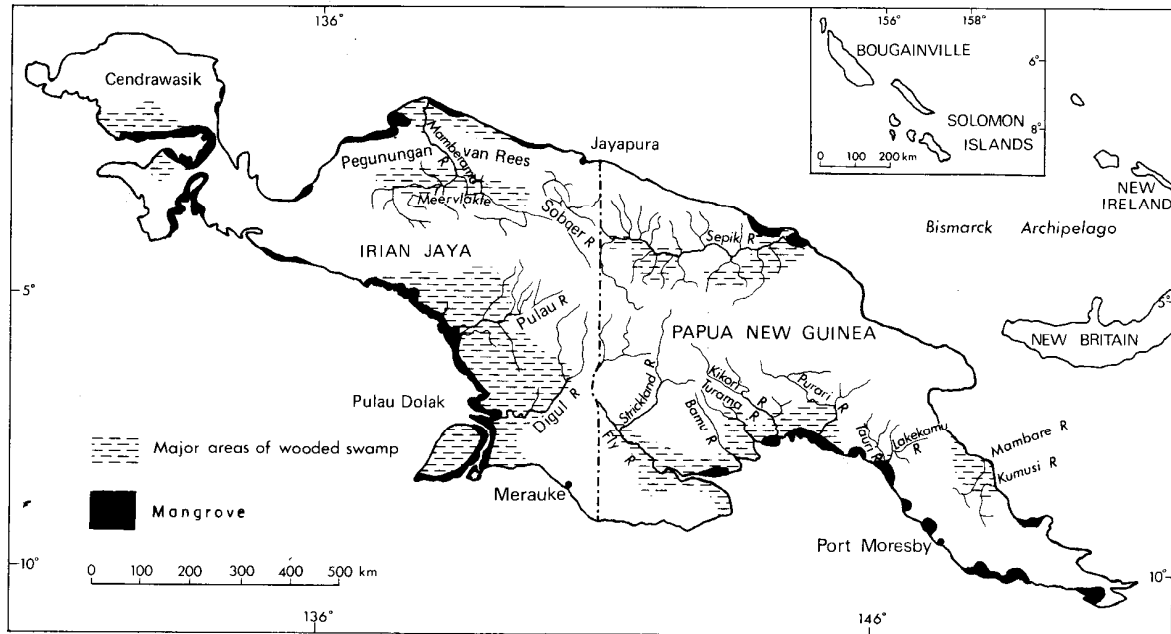 136°
156°
158°
BOUGAINVILLE
6°
SOLOMON
ISLANDS
8°
0 100 200 km
Cendrawasik
Jayapura
Mamberamo R
Pegunungan van Rees
Meervlakte
Sobger R
NEW
IRELAND
Bismarck Archipelago
Sepik R
IRIAN JAYA
5°
5°
Pulau R
PAPUA NEW GUINEA
NEW BRITAIN
Strickland R
Kikori R
Turama R
Purari R
Bamu R
Digul R
Fly R
Tauri R
Lakekamu R
Pulau Dolak
Mambare R
Kumusi R
Major areas of wooded swamp
Merauke
Mangrove
Port Moresby
10°
10°
0 100 200 300 400 500 km
136°
146°